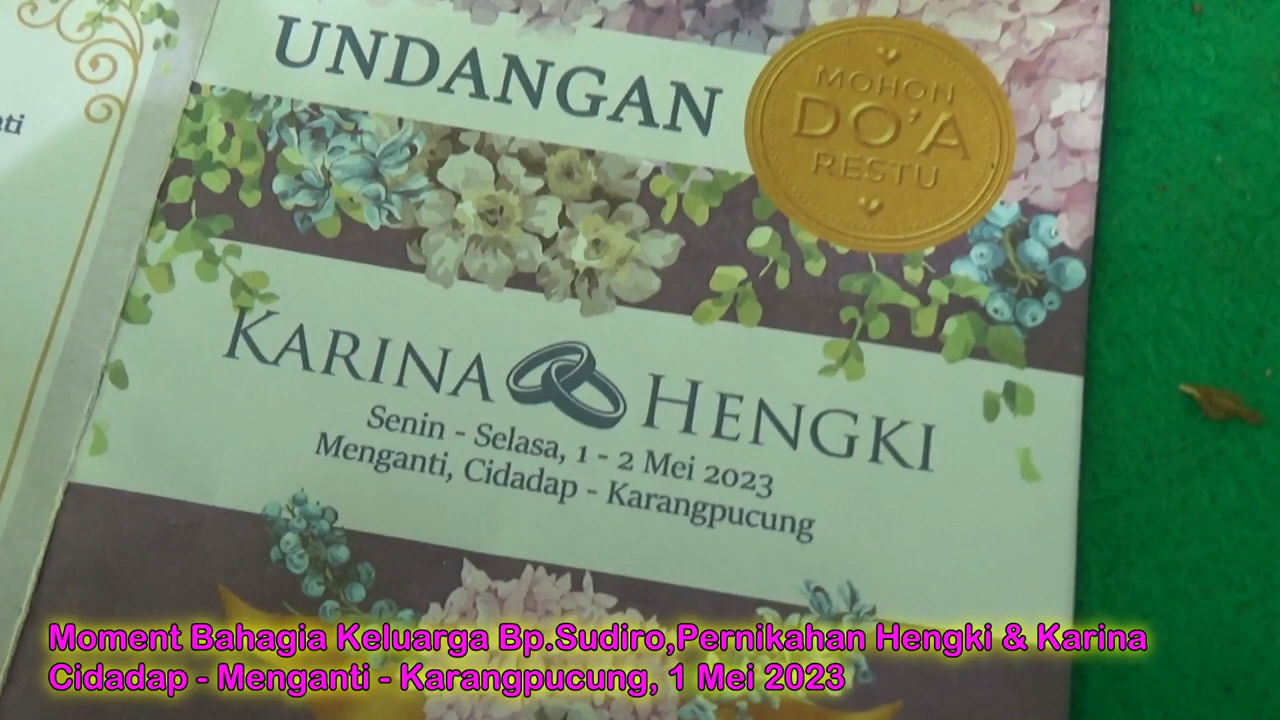 UNDANGAN
MOHON
DO'A
RESTU
KARINA HENGKI
Senin - Selasa, 1 - 2 Mei 2023
Menganti, Cidadap - Karangpucung
Moment Bahagia Keluarga Bp.Sudiro,Pernikahan Hengki & Karina
Cidadap - Menganti - Karangpucung, 1 Mei 2023